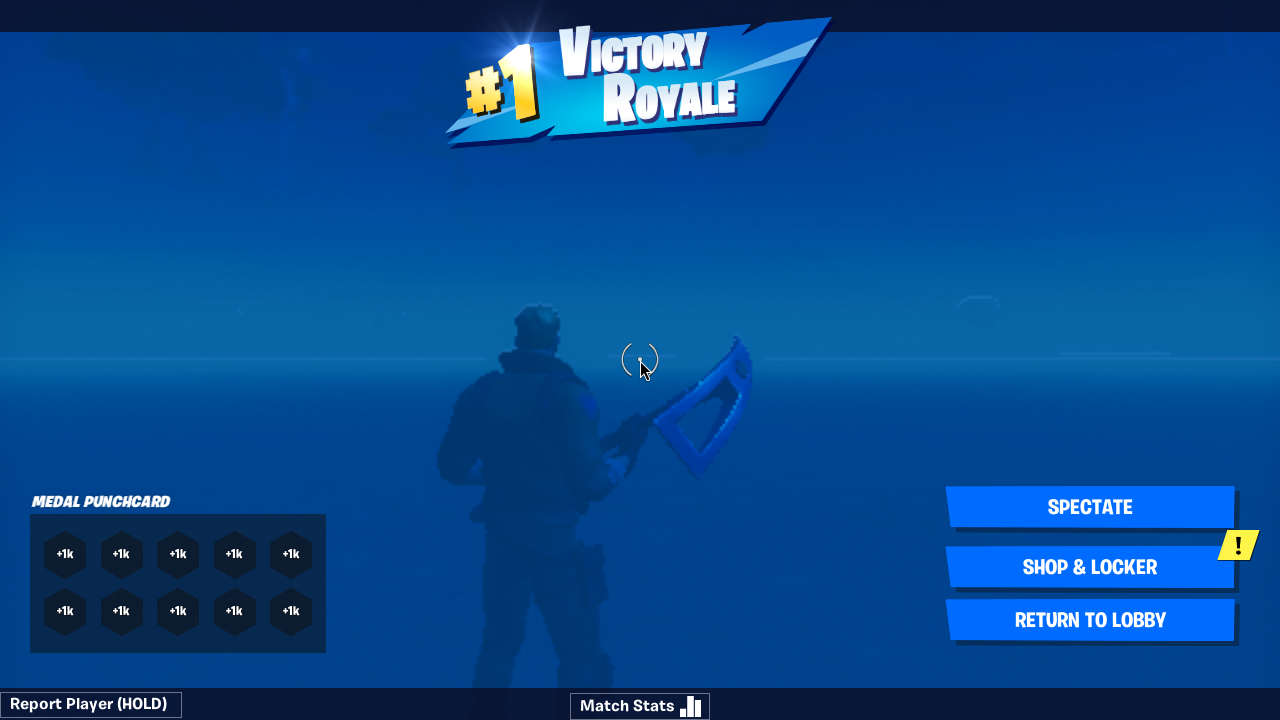 #1 VICTORY
ROYALE
MEDAL PUNCHCARD
+1k +1k +1k +1k +1k
+1k +1k +1k +1k +1k
SPECTATE
!
SHOP & LOCKER
RETURN TO LOBBY
Report Player (HOLD)
Match Stats